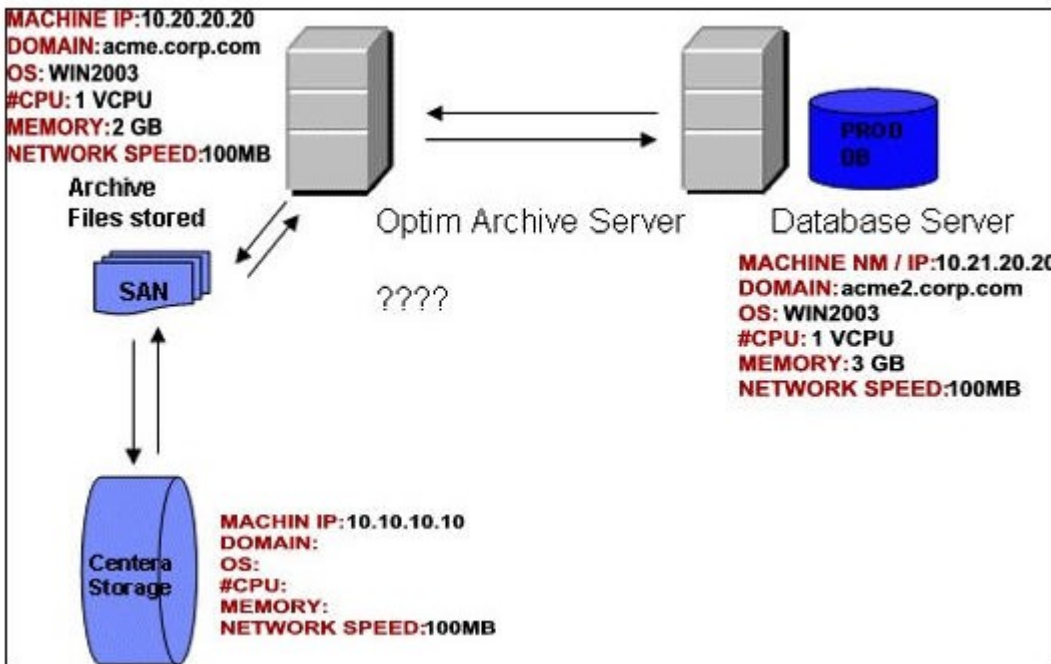 MACHINE IP:10.20.20.20
DOMAIN: acme.corp.com
OS: WIN2003
#CPU: 1 VCPU
MEMORY: 2 GB
NETWORK SPEED:100MB
Archive
Files stored
SAN
Optim Archive Server
????
PROD
DB
Database Server
MACHINE NM / IP:10.21.20.20
DOMAIN: acme2.corp.com
OS: WIN2003
#CPU: 1 VCPU
MEMORY: 3 GB
NETWORK SPEED:100MB
Centera
Storage
MACHIN IP:10.10.10.10
DOMAIN:
OS:
#CPU:
MEMORY:
NETWORK SPEED:100MB